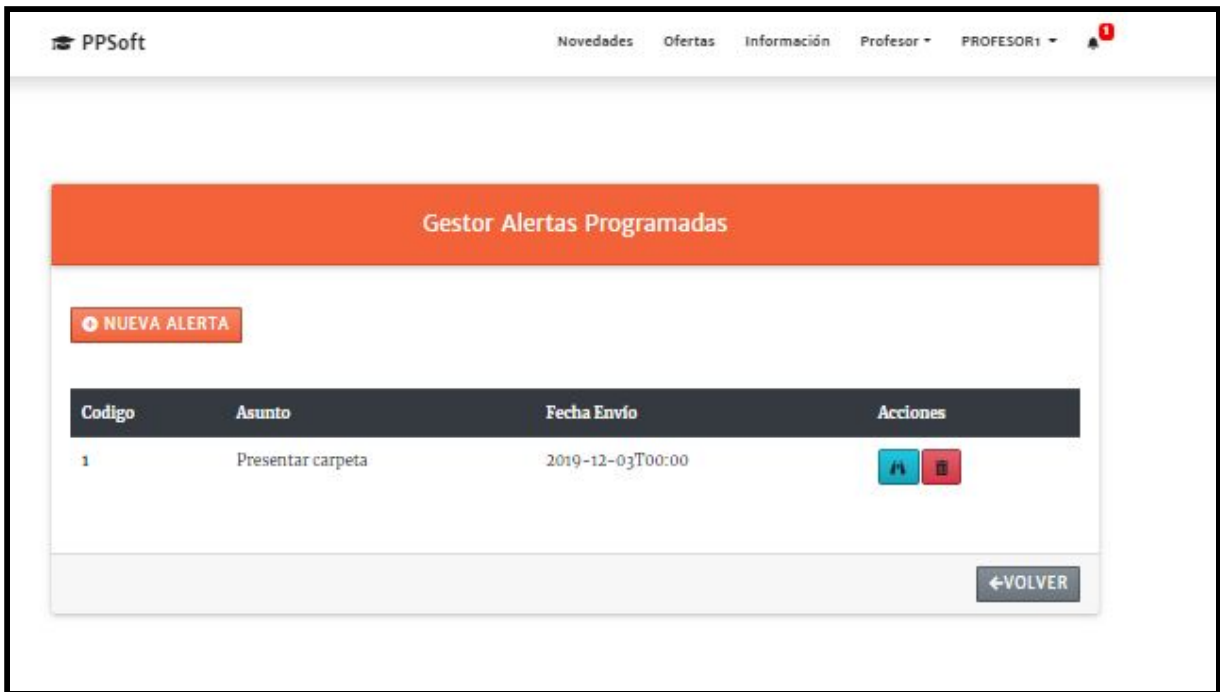 PPSoft Novedades Ofertas Información Profesor PROFESOR1 1
Gestor Alertas Programadas
NUEVA ALERTA
Codigo Asunto Fecha Envío Acciones
1 Presentar carpeta 2019-12-03T00:00
VOLVER